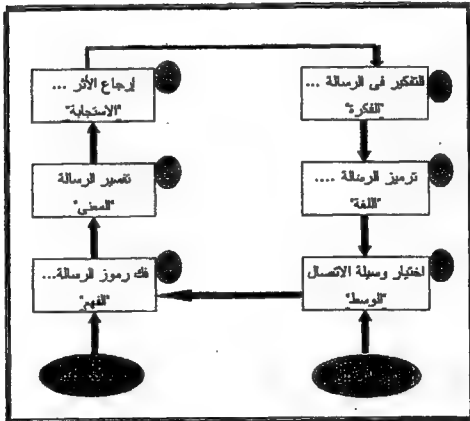 التفكير فى الرسالة ...
"الفكرة"
ترميز الرسالة ....
"اللغة"
اختيار وسيلة الاتصال
"الوسط"
فك رموز الرسالة...
"الفهم"
تفسير الرسالة
"المعنى"
إرجاع الأثر ...
"الاستجابة"